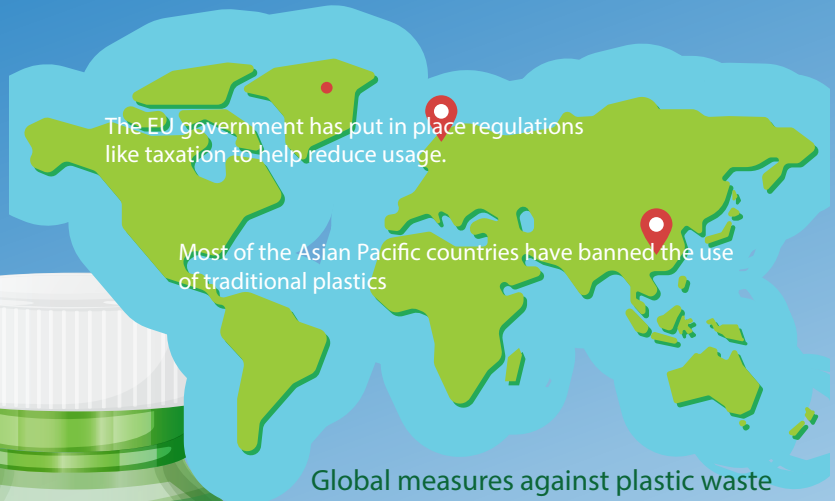 The EU government has put in place regulations
like taxation to help reduce usage.
Most of the Asian Pacific countries have banned the use
of traditional plastics
Global measures against plastic waste